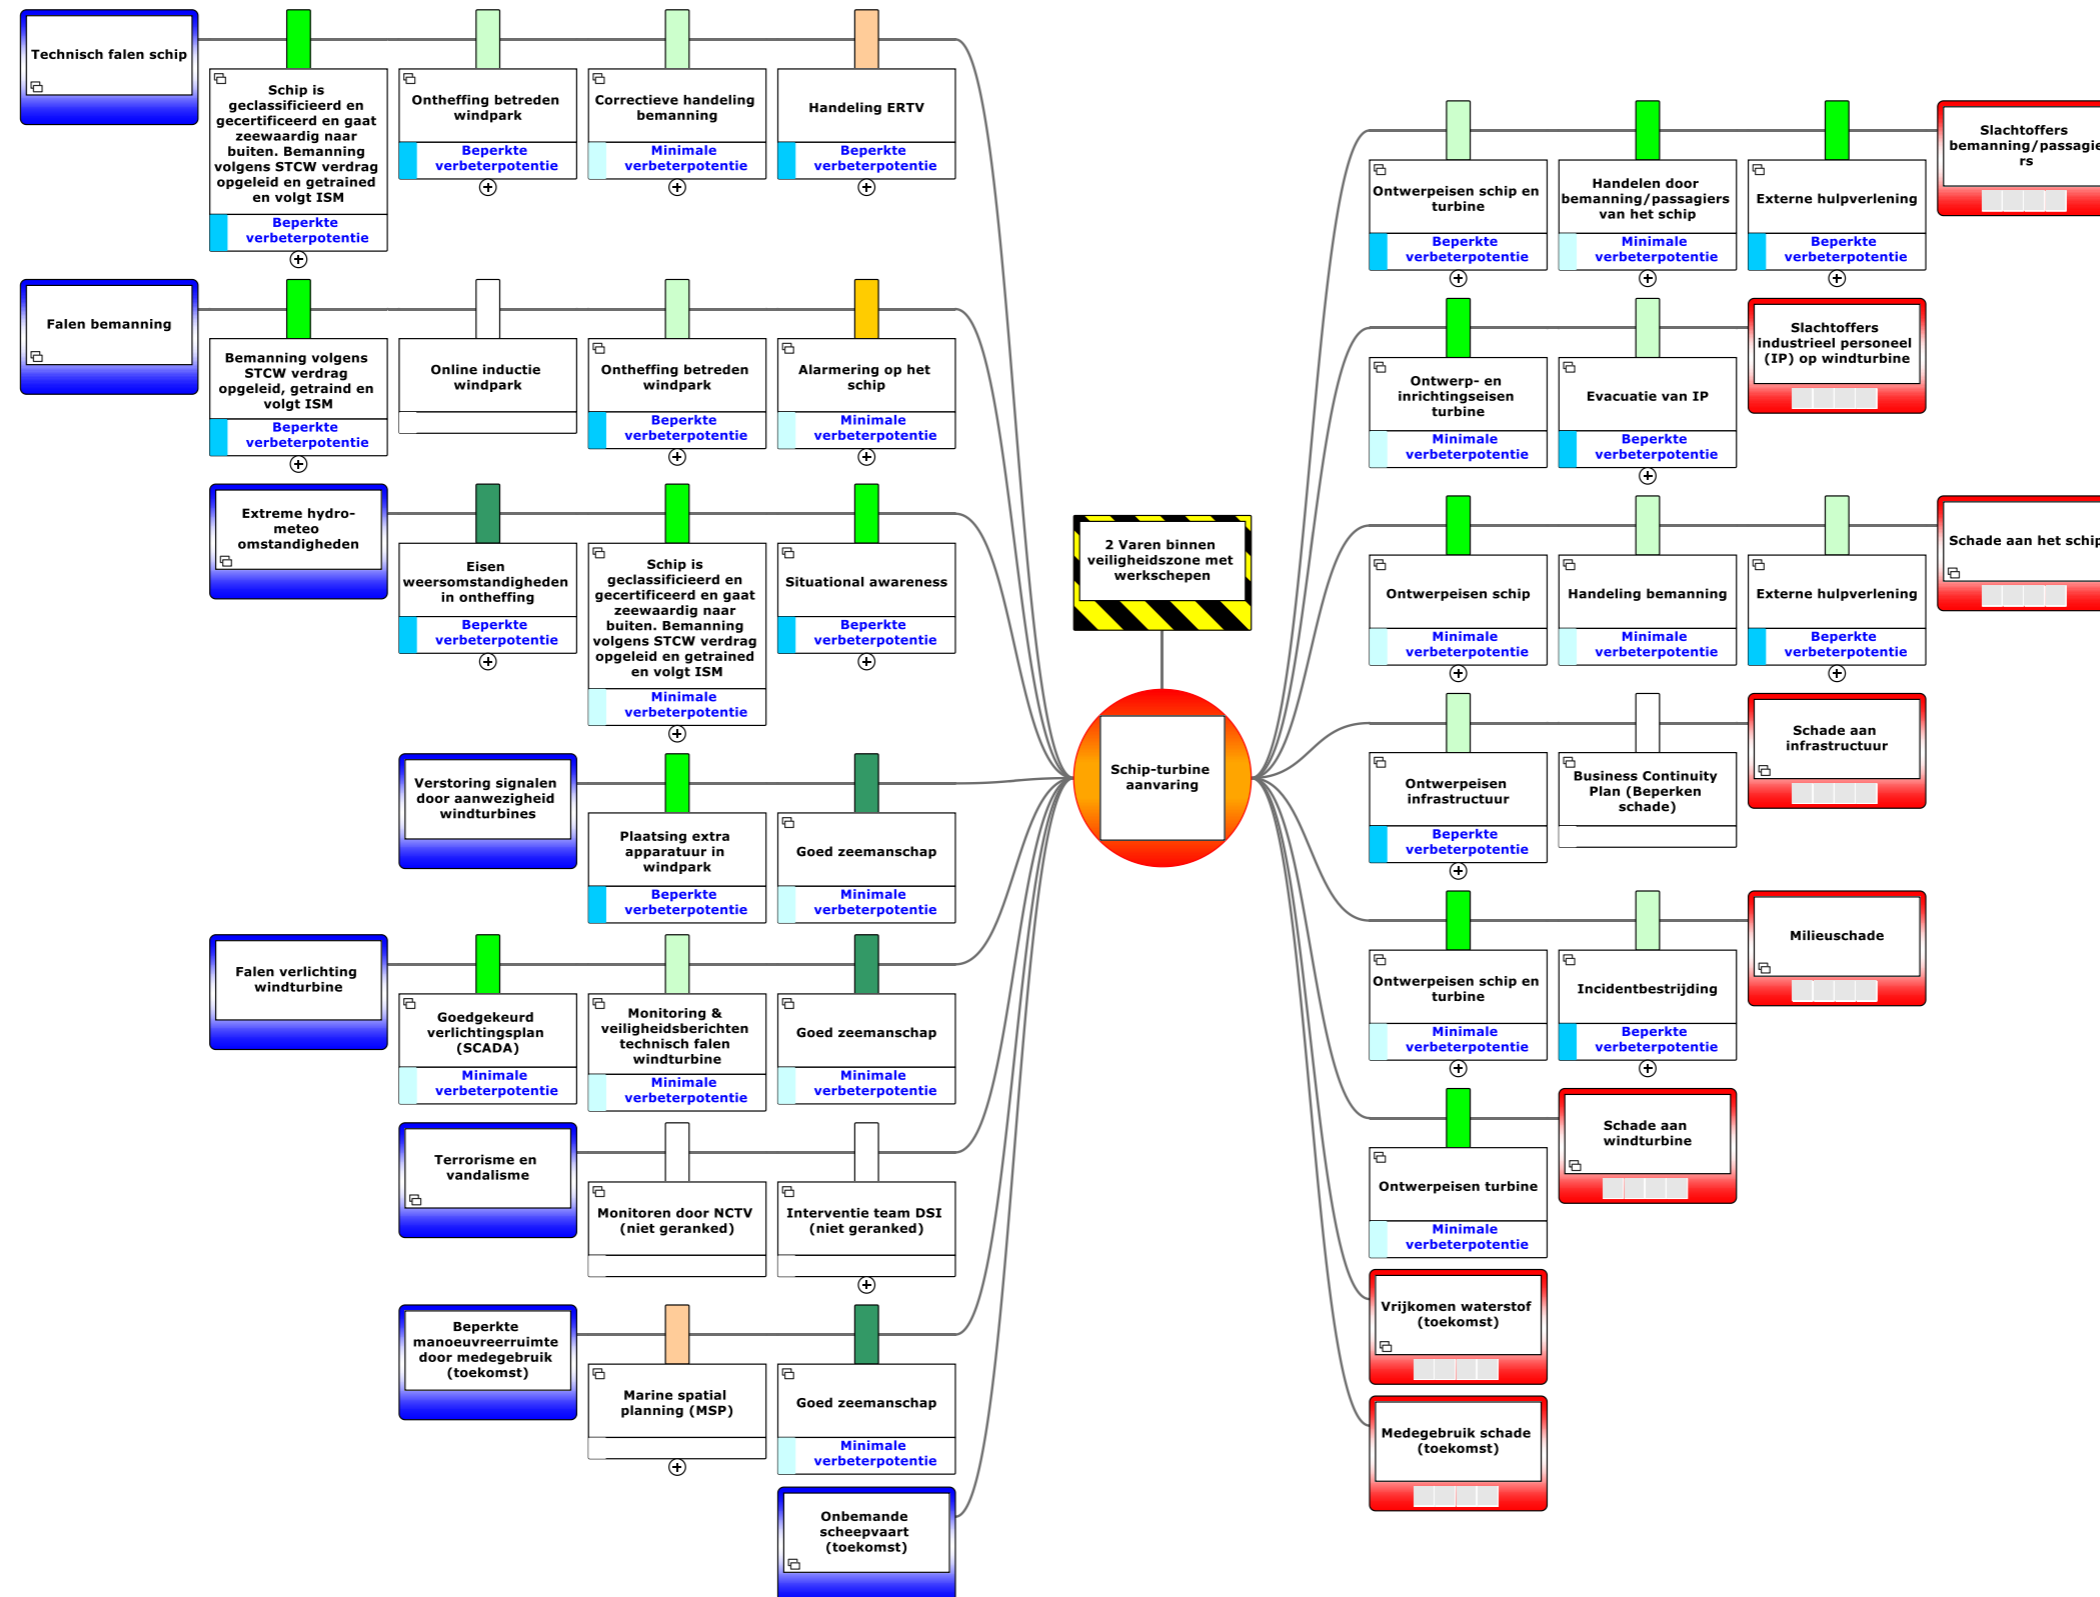 Technisch falen schip
Schip is
geclassificieerd en
gecertificeerd en gaat
zeewaardig naar
buiten. Bemanning
volgens STCW verdrag
opgeleid en getrained
en volgt ISM
Beperkte
verbeterpotentie
Ontheffing betreden
windpark
Beperkte
verbeterpotentie
Correctieve handeling
bemanning
Minimale
verbeterpotentie
Handeling ERTV
Beperkte
verbeterpotentie
Falen bemanning
Bemanning volgens
STCW verdrag
opgeleid, getraind en
volgt ISM
Beperkte
verbeterpotentie
Online inductie
windpark
Ontheffing betreden
windpark
Beperkte
verbeterpotentie
Alarmering op het
schip
Minimale
verbeterpotentie
Extreme hydro-
meteo
omstandigheden
Eisen
weersomstandigheden
in ontheffing
Beperkte
verbeterpotentie
Schip is
geclassificieerd en
gecertificeerd en gaat
zeewaardig naar
buiten. Bemanning
volgens STCW verdrag
opgeleid en getrained
en volgt ISM
Minimale
verbeterpotentie
Situational awareness
Beperkte
verbeterpotentie
Verstoring signalen
door aanwezigheid
windturbines
Plaatsing extra
apparatuur in
windpark
Beperkte
verbeterpotentie
Goed zeemanschap
Minimale
verbeterpotentie
Falen verlichting
windturbine
Goedgekeurd
verlichtingsplan
(SCADA)
Minimale
verbeterpotentie
Monitoring &
veiligheidsberichten
technisch falen
windturbine
Minimale
verbeterpotentie
Goed zeemanschap
Minimale
verbeterpotentie
Terrorisme en
vandalisme
Monitoren door NCTV
(niet geranked)
Interventie team DSI
(niet geranked)
Beperkte
manoeuvreerruimte
door medegebruik
(toekomst)
Marine spatial
planning (MSP)
Goed zeemanschap
Minimale
verbeterpotentie
Onbemande
scheepvaart
(toekomst)
2 Varen binnen
veiligheidszone met
werkschepen
Schip-turbine
aanvaring
Ontwerpeisen schip en
turbine
Beperkte
verbeterpotentie
Handelen door
bemanning/passagiers
van het schip
Minimale
verbeterpotentie
Externe hulpverlening
Beperkte
verbeterpotentie
Slachtoffers
bemanning/passagie
rs
Ontwerp- en
inrichtingseisen
turbine
Minimale
verbeterpotentie
Evacuatie van IP
Beperkte
verbeterpotentie
Slachtoffers
industrieel personeel
(IP) op windturbine
Ontwerpeisen schip
Minimale
verbeterpotentie
Handeling bemanning
Minimale
verbeterpotentie
Externe hulpverlening
Beperkte
verbeterpotentie
Schade aan het schip
Ontwerpeisen
infrastructuur
Beperkte
verbeterpotentie
Business Continuity
Plan (Beperken
schade)
Schade aan
infrastructuur
Ontwerpeisen schip en
turbine
Minimale
verbeterpotentie
Incidentbestrijding
Beperkte
verbeterpotentie
Milieuschade
Ontwerpeisen turbine
Minimale
verbeterpotentie
Schade aan
windturbine
Vrijkomen waterstof
(toekomst)
Medegebruik schade
(toekomst)